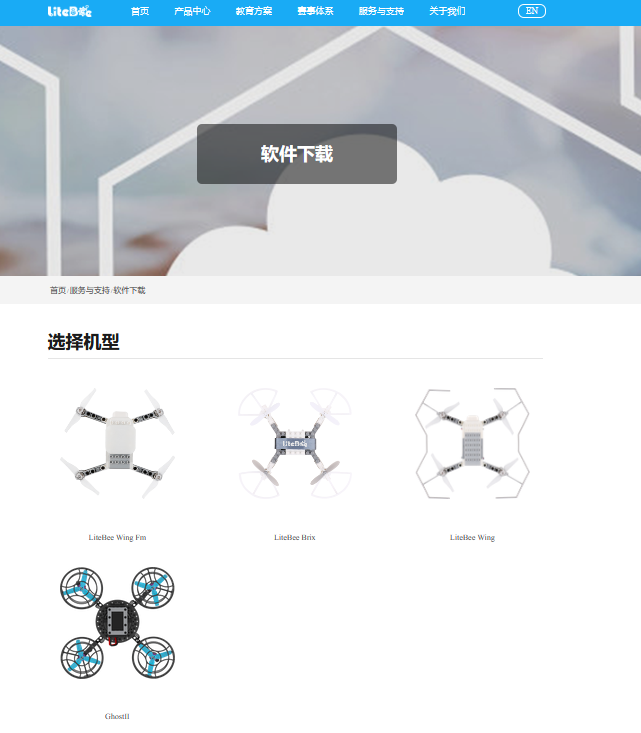 LiteBee 首页 产品中心 教育方案 赛事体系 服务与支持 关于我们 EN
软件下载
首页/服务与支持/软件下载
选择机型
LiteBee
LiteBee Wing Fm LiteBee Brix LiteBee Wing
GhostII